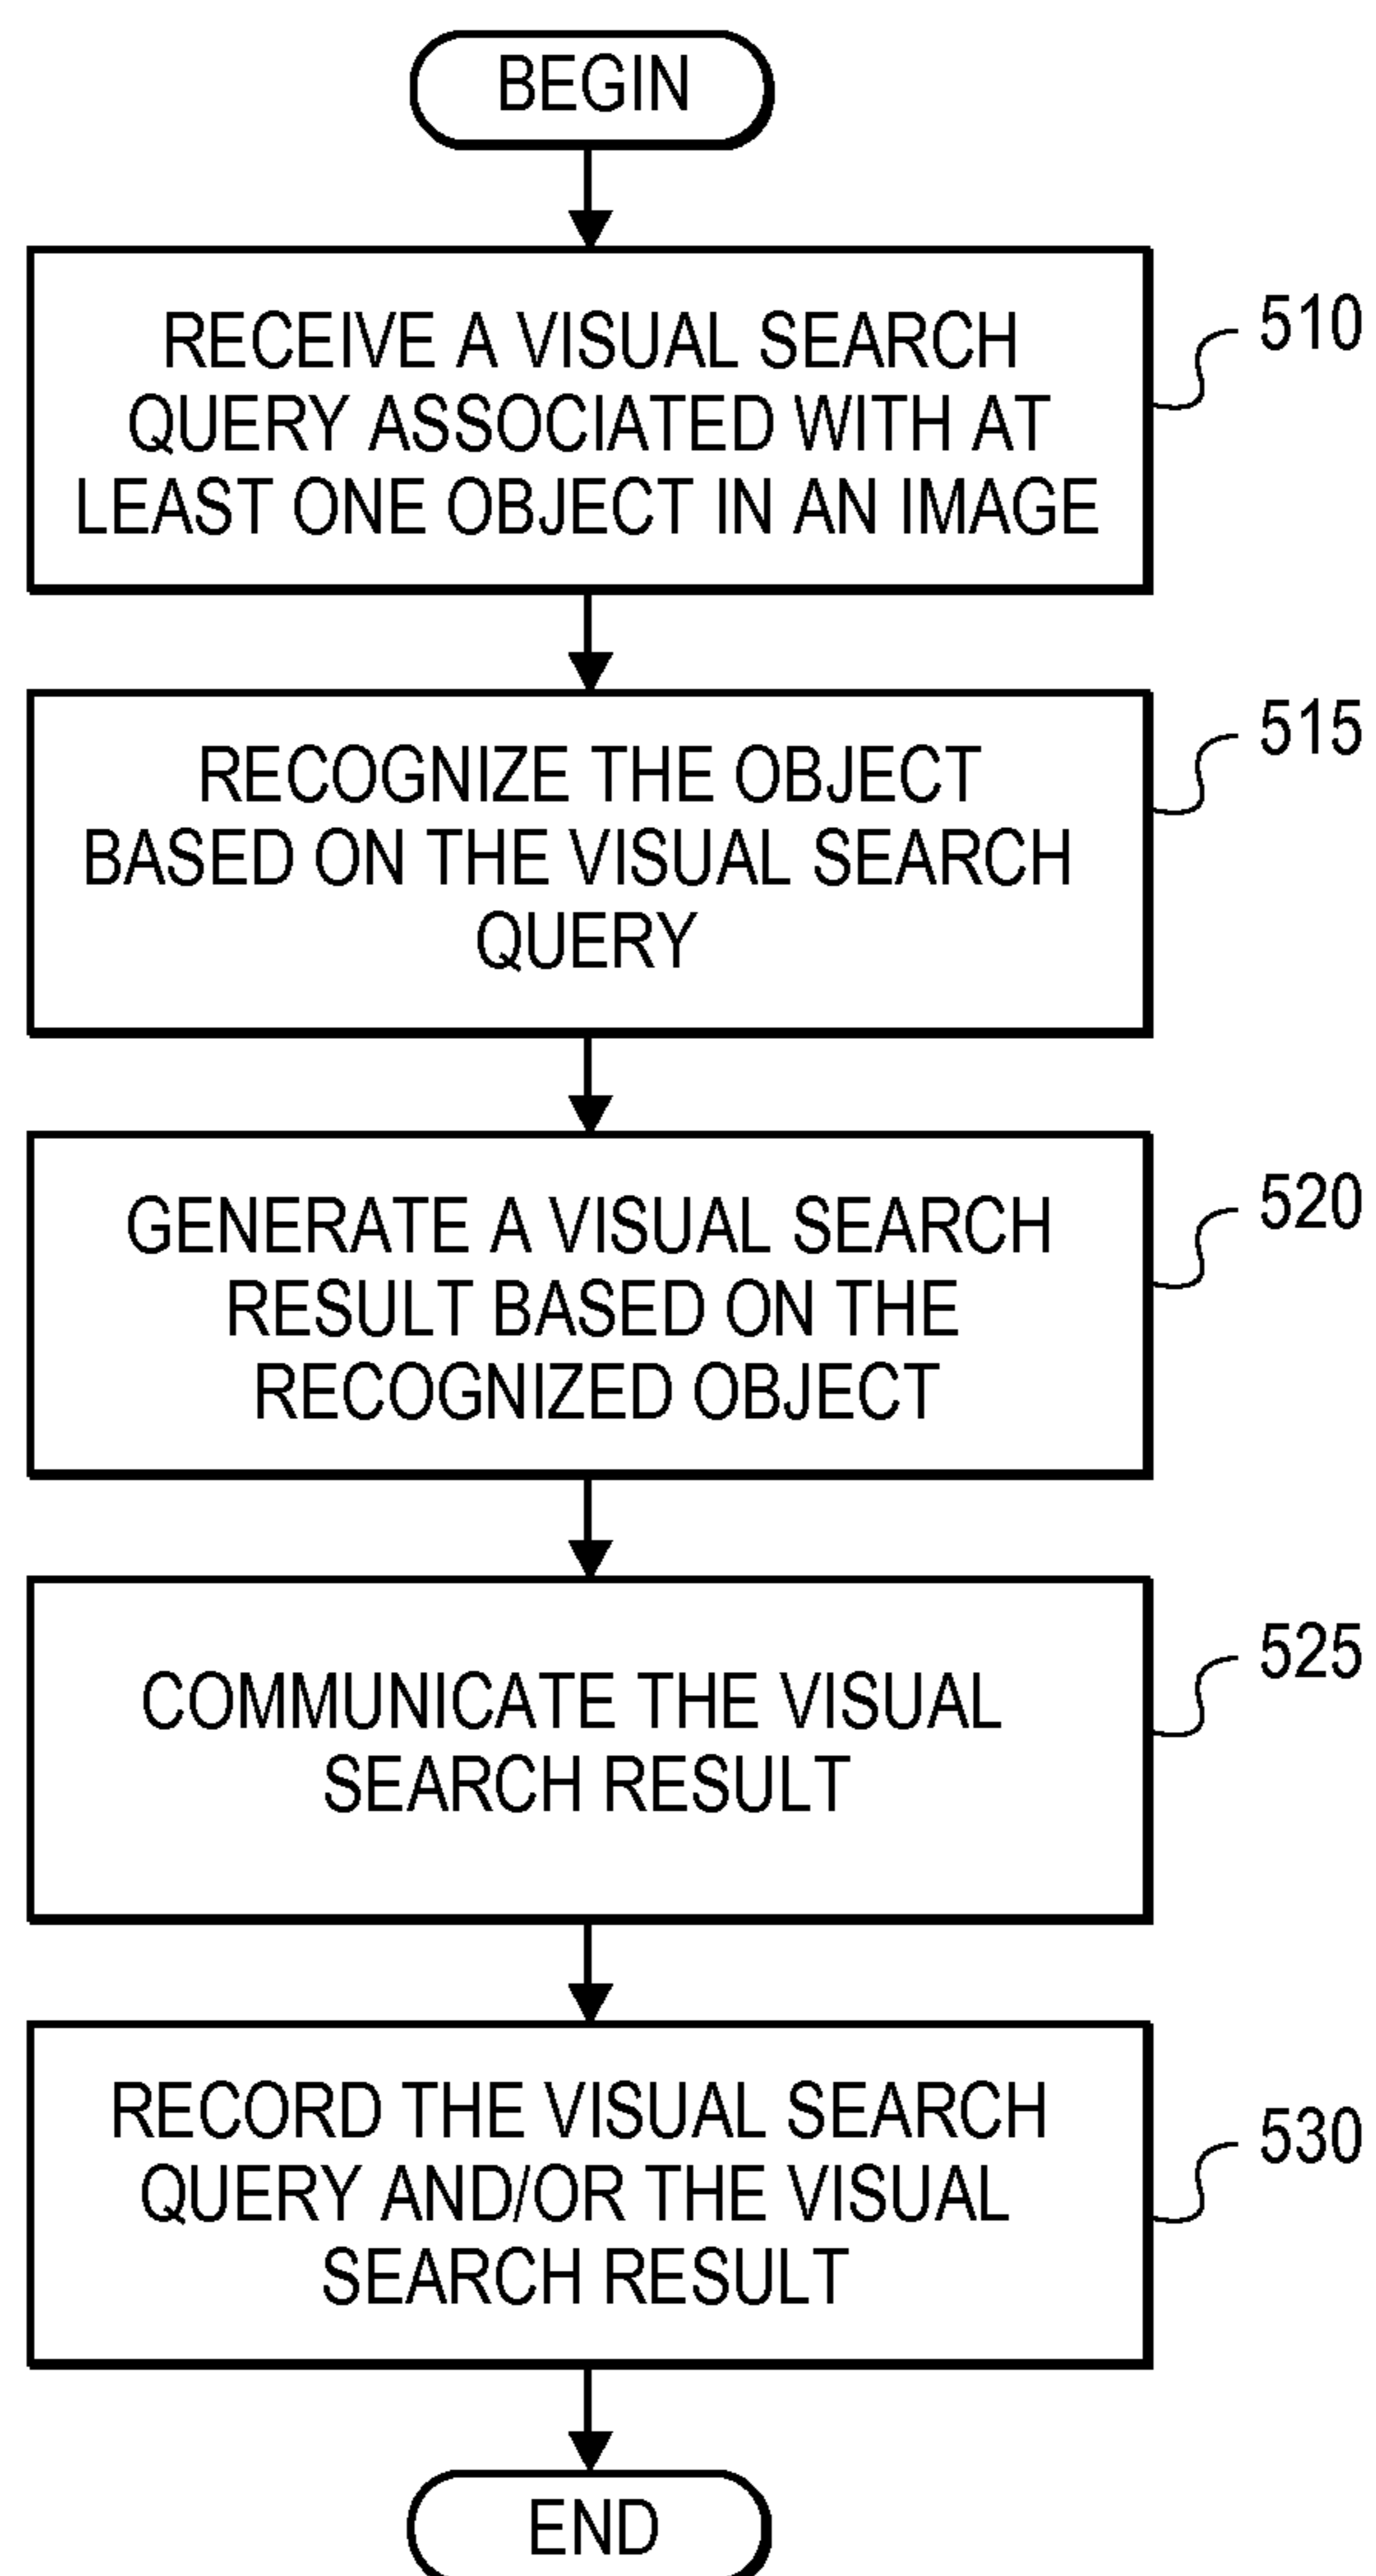 BEGIN
RECEIVE A VISUAL SEARCH
QUERY ASSOCIATED WITH AT
LEAST ONE OBJECT IN AN IMAGE
510
RECOGNIZE THE OBJECT
BASED ON THE VISUAL SEARCH
QUERY
515
GENERATE A VISUAL SEARCH
RESULT BASED ON THE
RECOGNIZED OBJECT
520
COMMUNICATE THE VISUAL
SEARCH RESULT
525
RECORD THE VISUAL SEARCH
QUERY AND/OR THE VISUAL
SEARCH RESULT
530
END